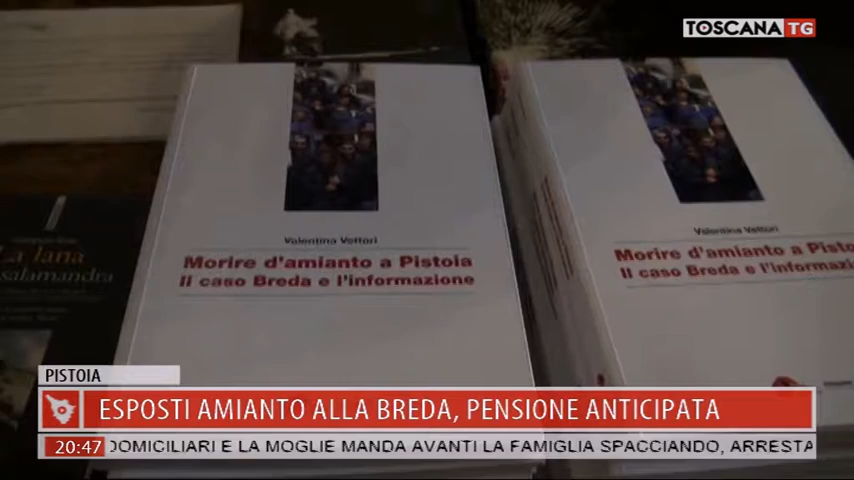 TOSCANA TG
Valentina Vettori
Morire d'amianto a Pistoia
Il caso Breda e l'informazione
Valentina Vettori
Morire d'amianto a Pisto
Il caso Breda e l'informazi
La lana
salamandra
PISTOIA
ESPOSTI AMIANTO ALLA BREDA, PENSIONE ANTICIPATA
20:47 DOMICILIARI E LA MOGLIE MANDA AVANTI LA FAMIGLIA SPACCIANDO, ARRESTA